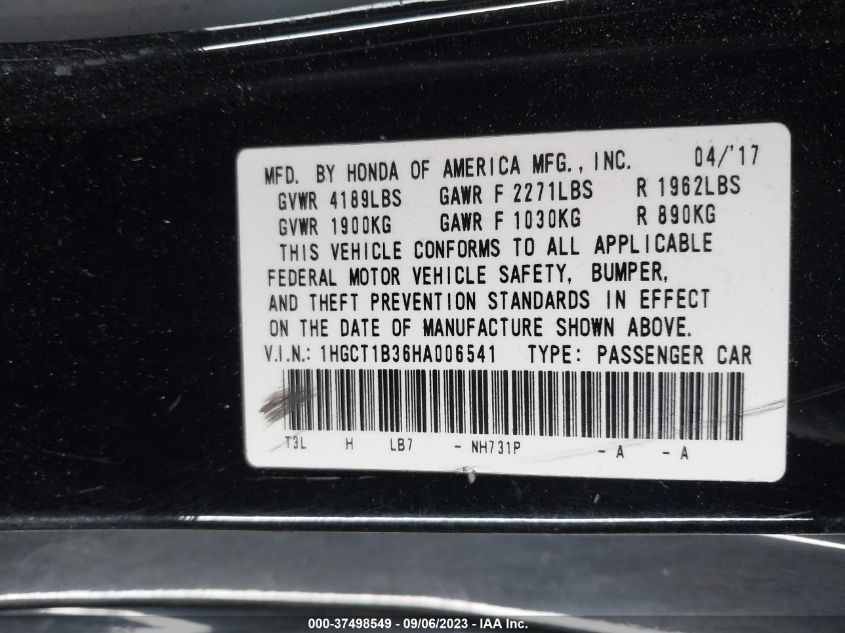 MFD. BY HONDA OF AMERICA MFG., INC. 04/'17
GVWR 4189LBS GAWR F 2271LBS R 1962LBS
GVWR 1900KG GAWR F 1030KG R 890KG
THIS VEHICLE CONFORMS TO ALL APPLICABLE
FEDERAL MOTOR VEHICLE SAFETY, BUMPER,
AND THEFT PREVENTION STANDARDS IN EFFECT
ON THE DATE OF MANUFACTURE SHOWN ABOVE.
V.I.N.: 1HGCT1B36HA006541 TYPE: PASSENGER CAR
T3L H LB7 - NH731P - A - A
000-37498549 - 09/06/2023 - IAA Inc.